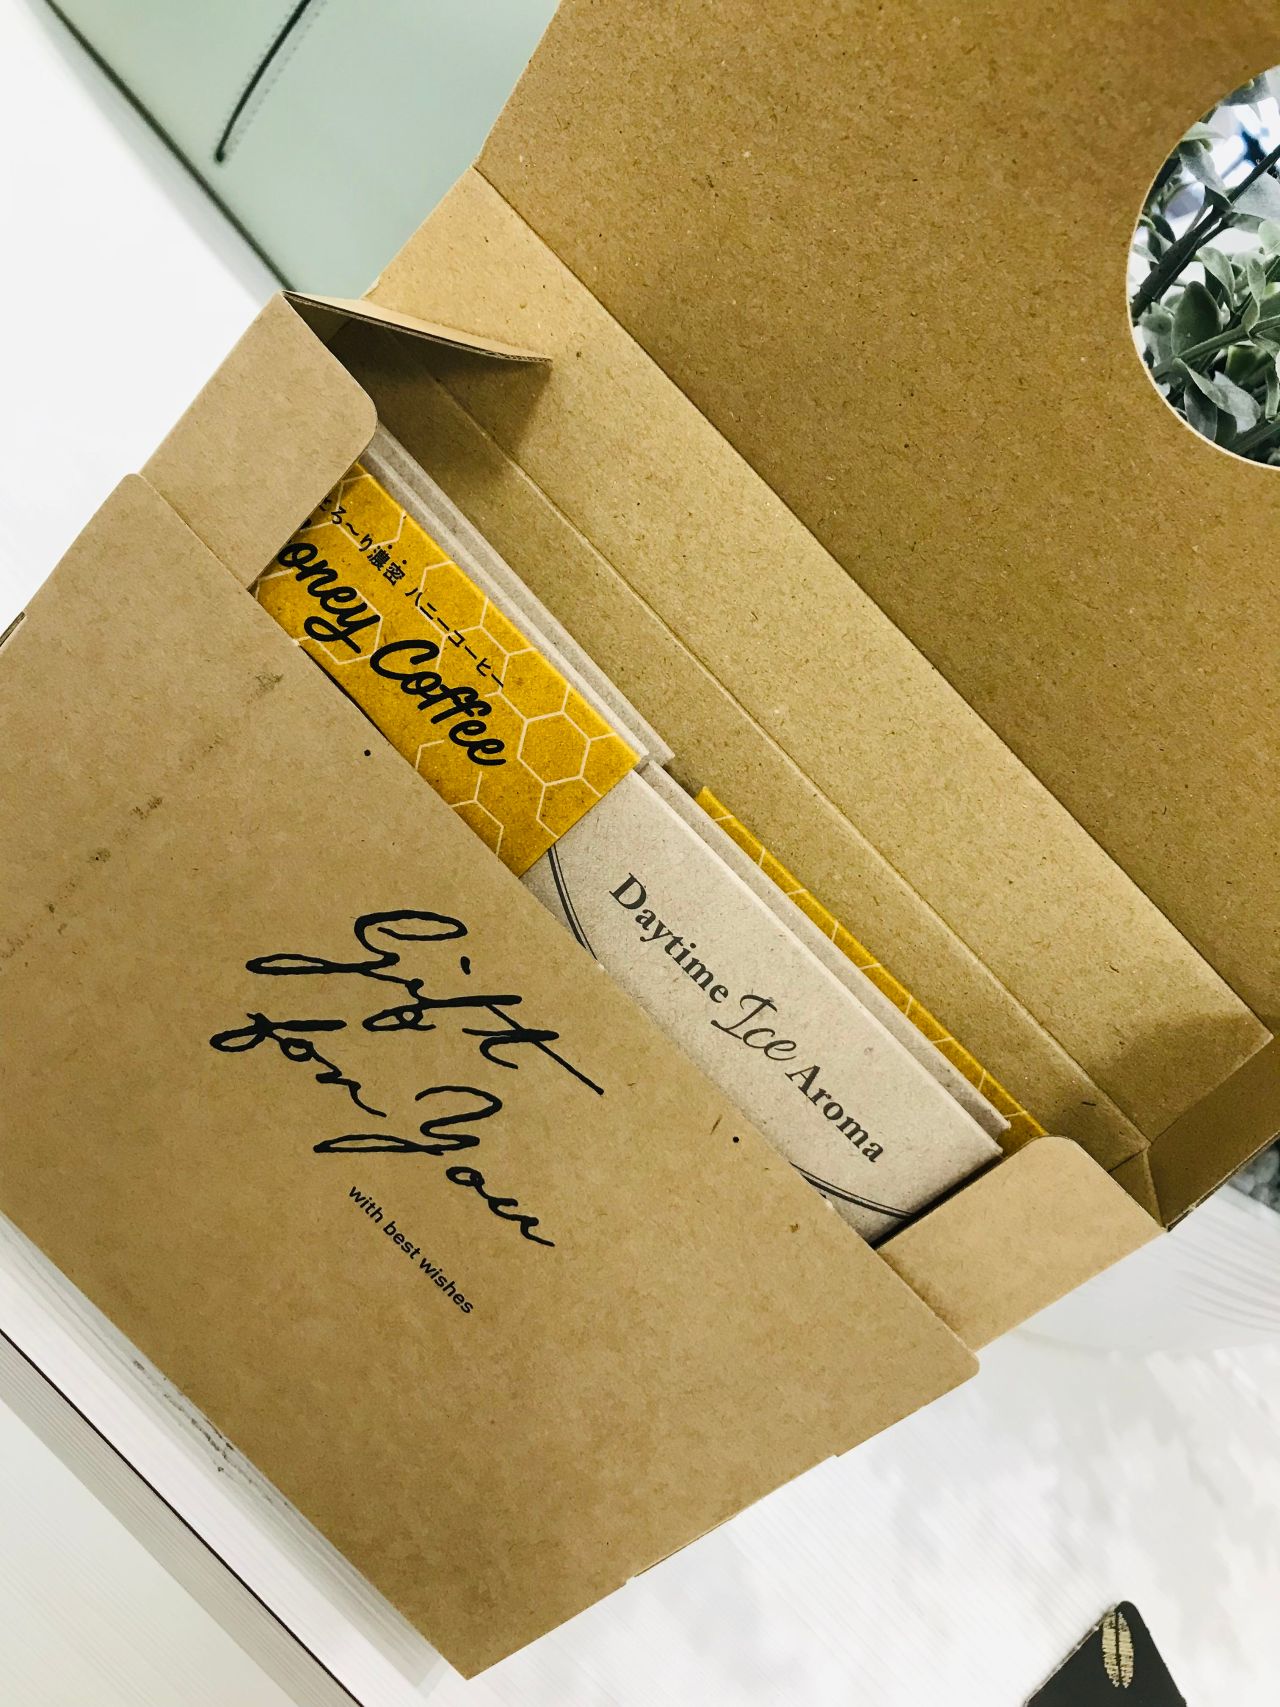 とろ〜り濃密 ハニーコーヒー
oney Coffee
Daytime Ice Aroma
Gift
for You
with best wishes